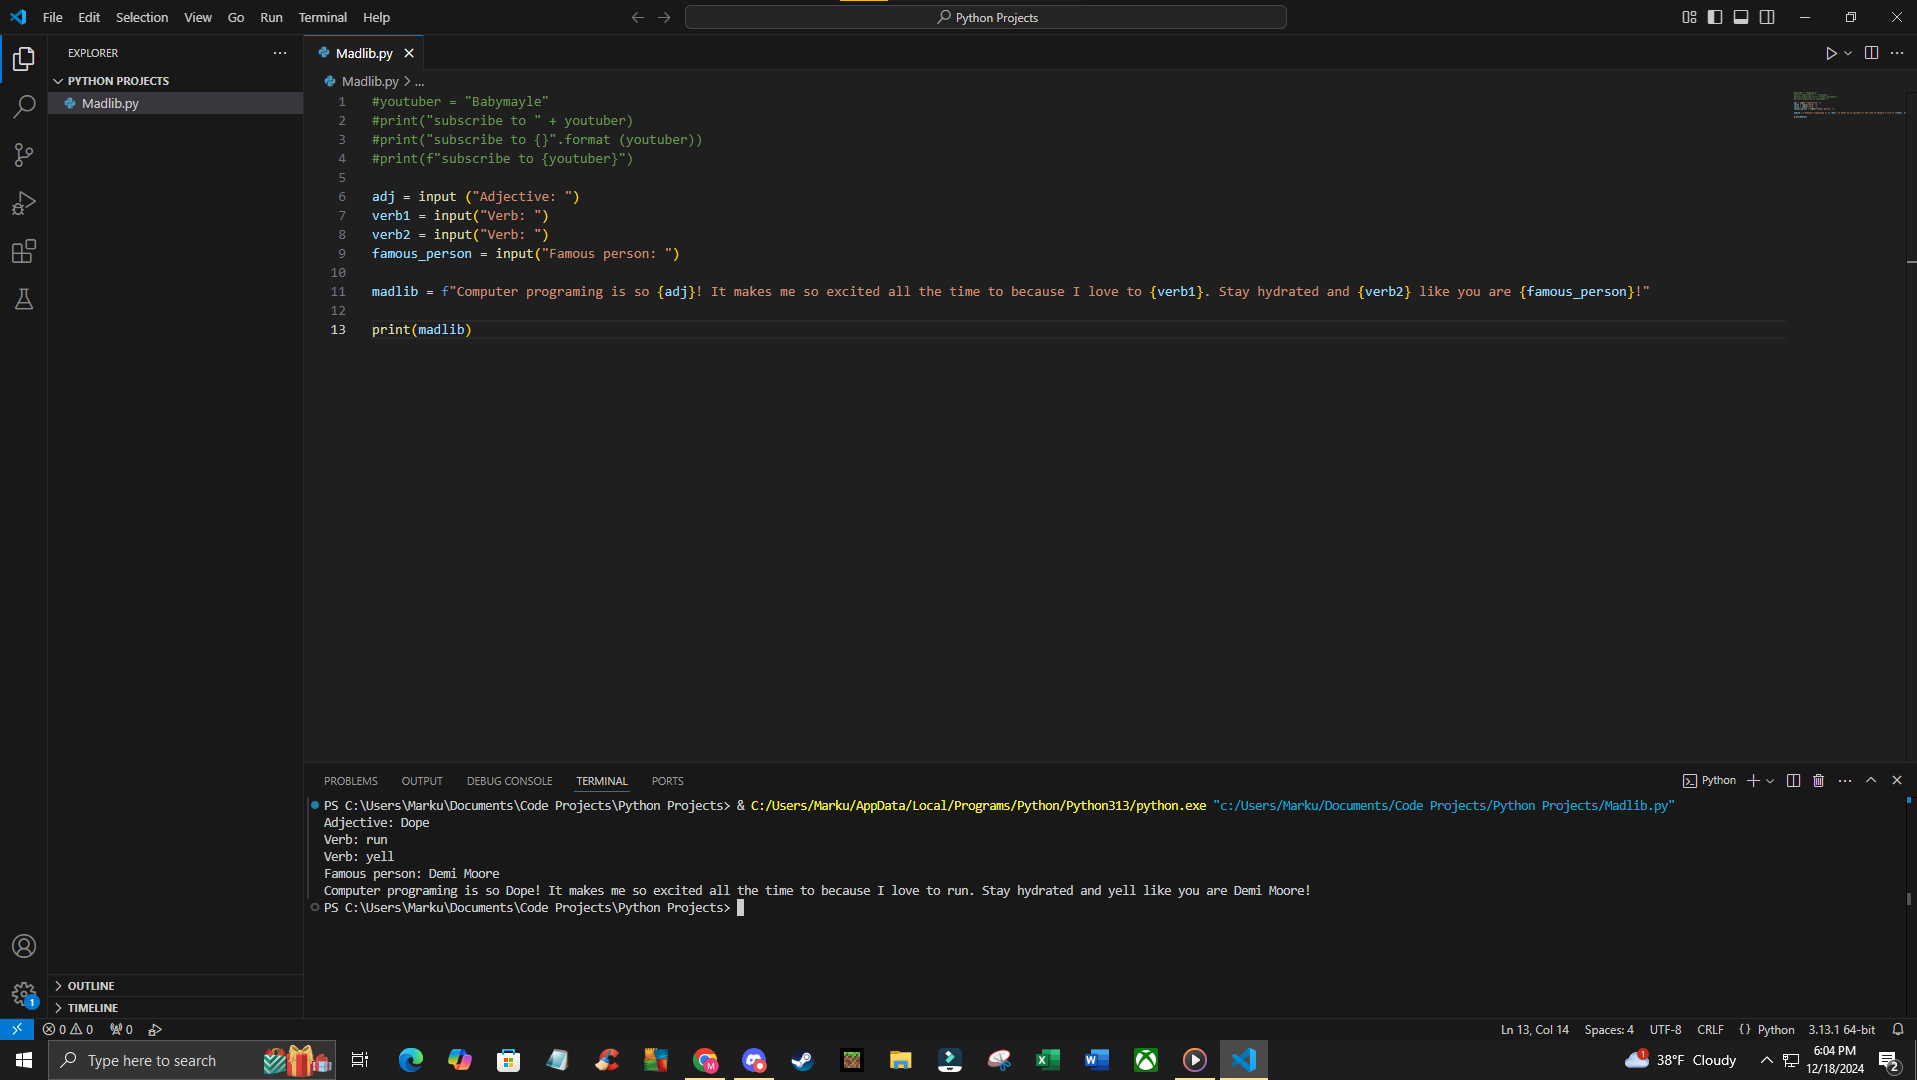 File Edit Selection View Go Run Terminal Help
Python Projects
EXPLORER
PYTHON PROJECTS
Madlib.py
OUTLINE
TIMELINE
Madlib.py
Madlib.py > ...
1 #youtuber = "Babymayle"
2 #print("subscribe to " + youtuber)
3 #print("subscribe to {}".format (youtuber))
4 #print(f"subscribe to {youtuber}")
5
6 adj = input ("Adjective: ")
7 verb1 = input("Verb: ")
8 verb2 = input("Verb: ")
9 famous_person = input("Famous person: ")
10
11 madlib = f"Computer programing is so {adj}! It makes me so excited all the time to because I love to {verb1}. Stay hydrated and {verb2} like you are {famous_person}!"
12
13 print(madlib)
PROBLEMS OUTPUT DEBUG CONSOLE TERMINAL PORTS
Python
PS C:\Users\Marku\Documents\Code Projects\Python Projects> & C:/Users/Marku/AppData/Local/Programs/Python/Python313/python.exe "c:/Users/Marku/Documents/Code Projects/Python Projects/Madlib.py"
Adjective: Dope
Verb: run
Verb: yell
Famous person: Demi Moore
Computer programing is so Dope! It makes me so excited all the time to because I love to run. Stay hydrated and yell like you are Demi Moore!
PS C:\Users\Marku\Documents\Code Projects\Python Projects>
1
0 0 0
Ln 13, Col 14 Spaces: 4 UTF-8 CRLF {} Python 3.13.1 64-bit
Type here to search
M
1
38°F Cloudy
6:04 PM
12/18/2024
2